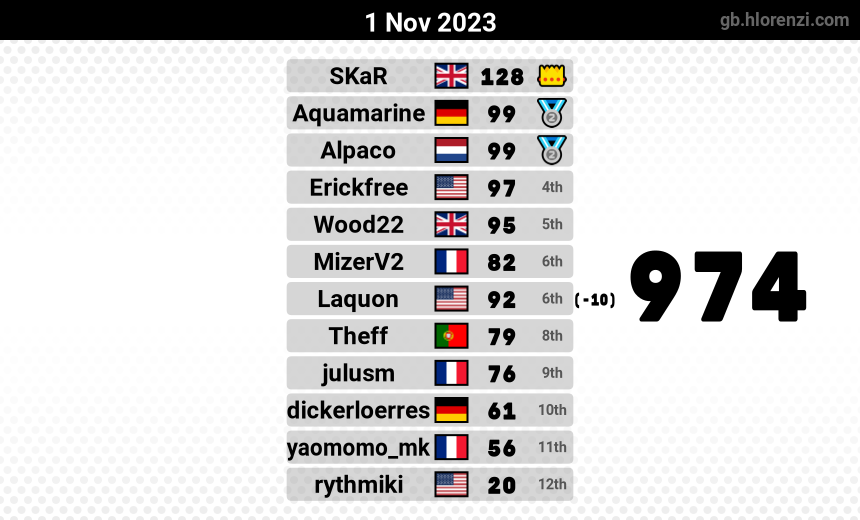 1 Nov 2023
gb.hlorenzi.com
SKaR 128
Aquamarine 99 2
Alpaco 99 2
Erickfree 97 4th
Wood22 95 5th
MizerV2 82 6th
Laquon 92 6th (-10)
974
Theff 79 8th
julusm 76 9th
dickerloerres 61 10th
yaomomo_mk 56 11th
rythmiki 20 12th